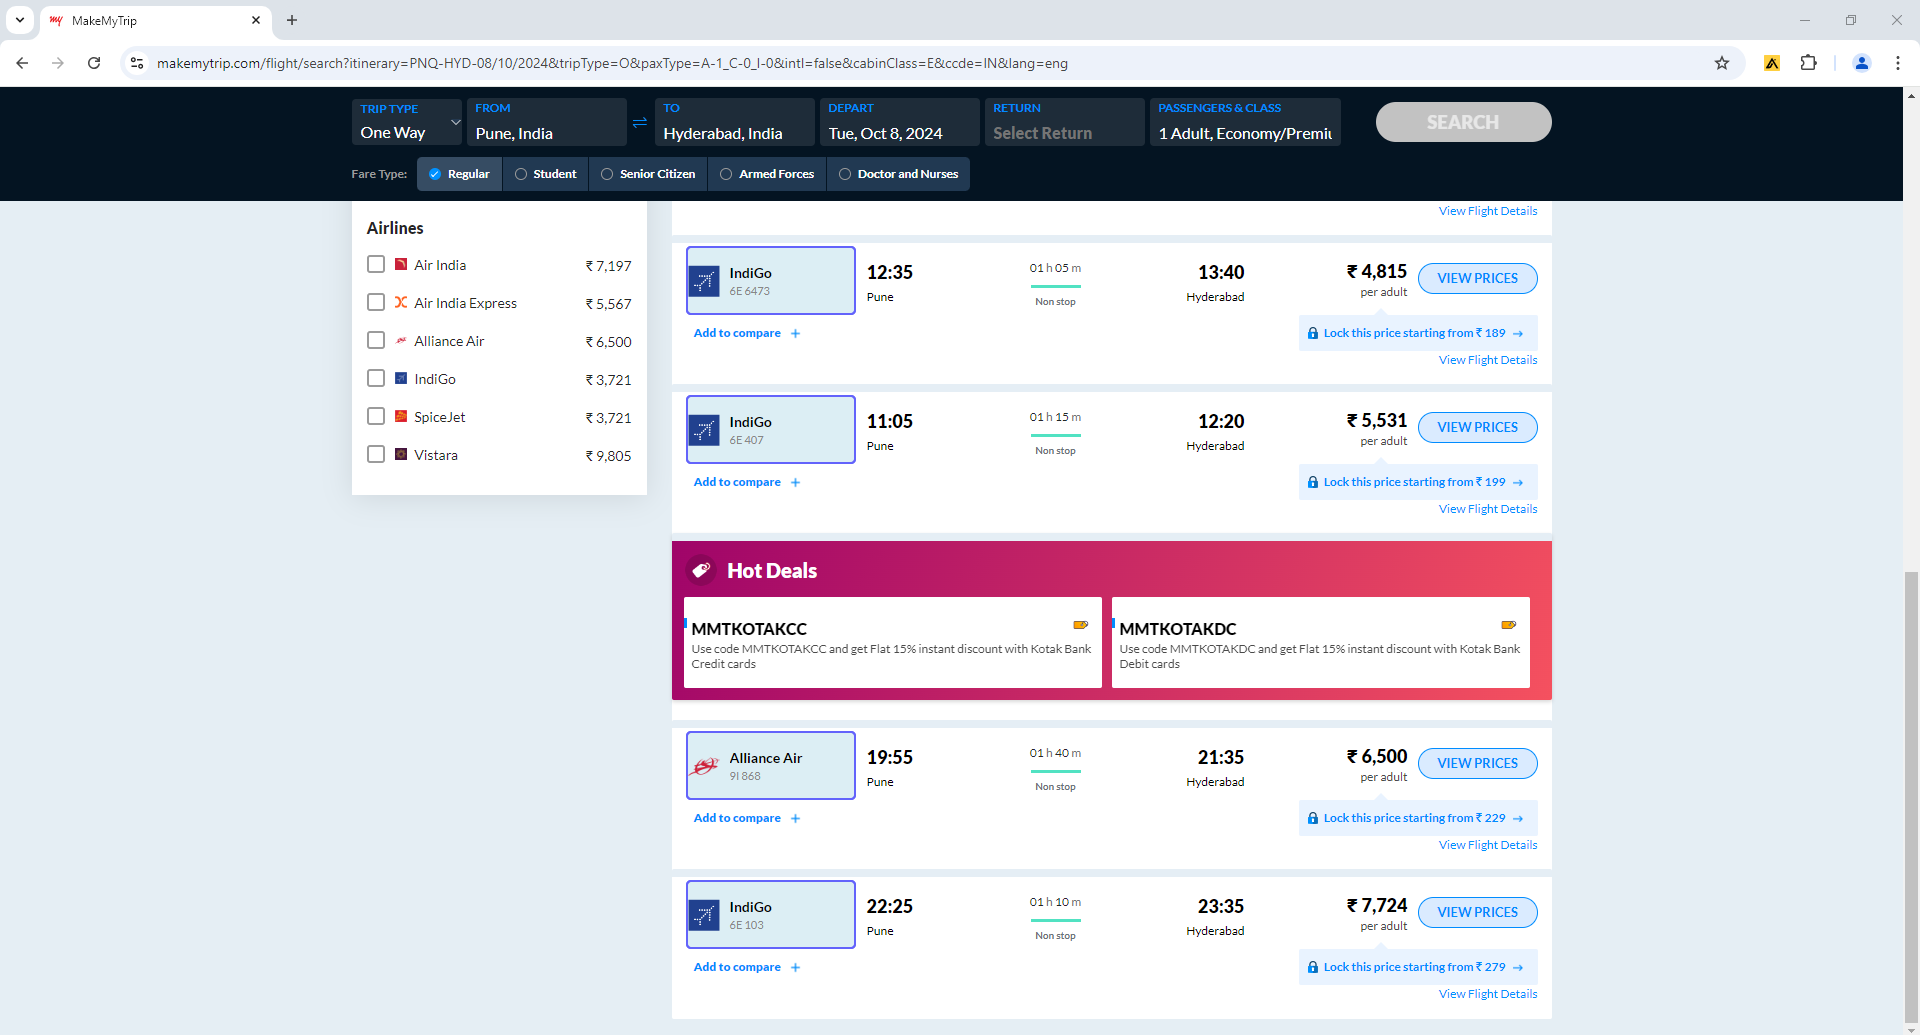 MakeMyTrip
makemytrip.com/flight/search?itinerary=PNQ-HYD-08/10/2024&tripType=O&paxType=A-1_C-0_I-0&intl=false&cabinClass=E&ccde=IN&lang=eng
TRIP TYPE
One Way
FROM
Pune, India
TO
Hyderabad, India
DEPART
Tue, Oct 8, 2024
RETURN
Select Return
PASSENGERS & CLASS
1 Adult, Economy/Premiu
SEARCH
Fare Type:
Regular
Student
Senior Citizen
Armed Forces
Doctor and Nurses
Airlines
Air India ₹ 7,197
Air India Express ₹ 5,567
Alliance Air ₹ 6,500
IndiGo ₹ 3,721
SpiceJet ₹ 3,721
Vistara ₹ 9,805
View Flight Details
IndiGo
6E 6473
12:35
Pune
01 h 05 m
Non stop
13:40
Hyderabad
₹ 4,815
per adult
VIEW PRICES
Add to compare +
Lock this price starting from ₹ 189 →
View Flight Details
IndiGo
6E 407
11:05
Pune
01 h 15 m
Non stop
12:20
Hyderabad
₹ 5,531
per adult
VIEW PRICES
Add to compare +
Lock this price starting from ₹ 199 →
View Flight Details
Hot Deals
MMTKOTAKCC
Use code MMTKOTAKCC and get Flat 15% instant discount with Kotak Bank
Credit cards
MMTKOTAKDC
Use code MMTKOTAKDC and get Flat 15% instant discount with Kotak Bank
Debit cards
Alliance Air
9I 868
19:55
Pune
01 h 40 m
Non stop
21:35
Hyderabad
₹ 6,500
per adult
VIEW PRICES
Add to compare +
Lock this price starting from ₹ 229 →
View Flight Details
IndiGo
6E 103
22:25
Pune
01 h 10 m
Non stop
23:35
Hyderabad
₹ 7,724
per adult
VIEW PRICES
Add to compare +
Lock this price starting from ₹ 279 →
View Flight Details